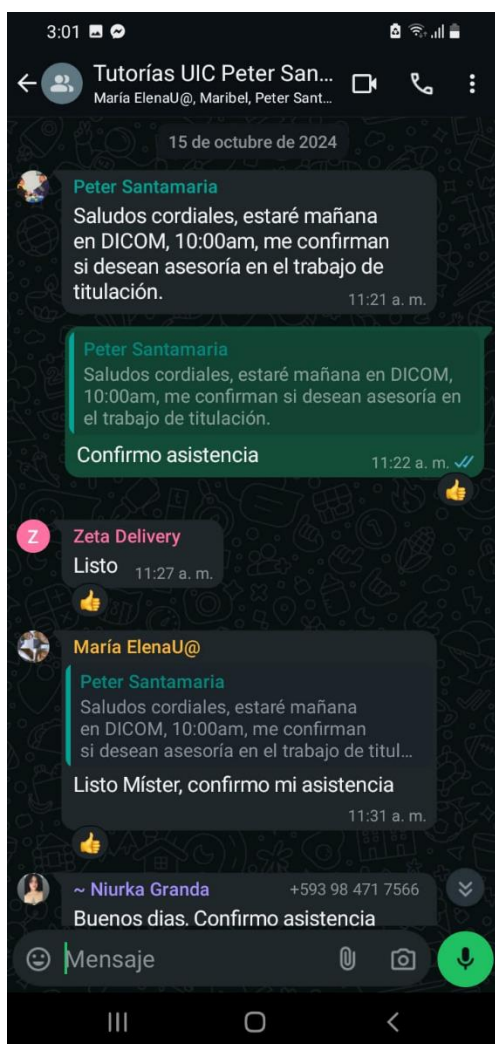 3:01
Tutorías UIC Peter San...
María ElenaU@, Maribel, Peter Sant...
15 de octubre de 2024
Peter Santamaria
Saludos cordiales, estaré mañana
en DICOM, 10:00am, me confirman
si desean asesoría en el trabajo de
titulación.
11:21 a. m.
Peter Santamaria
Saludos cordiales, estaré mañana en DICOM,
10:00am, me confirman si desean asesoría en
el trabajo de titulación.
Confirmo asistencia
11:22 a. m.
Z
Zeta Delivery
Listo
11:27 a. m.
María ElenaU@
Peter Santamaria
Saludos cordiales, estaré mañana
en DICOM, 10:00am, me confirman
si desean asesoría en el trabajo de titul...
Listo Míster, confirmo mi asistencia
11:31 a. m.
~ Niurka Granda +593 98 471 7566
Buenos dias. Confirmo asistencia
Mensaje